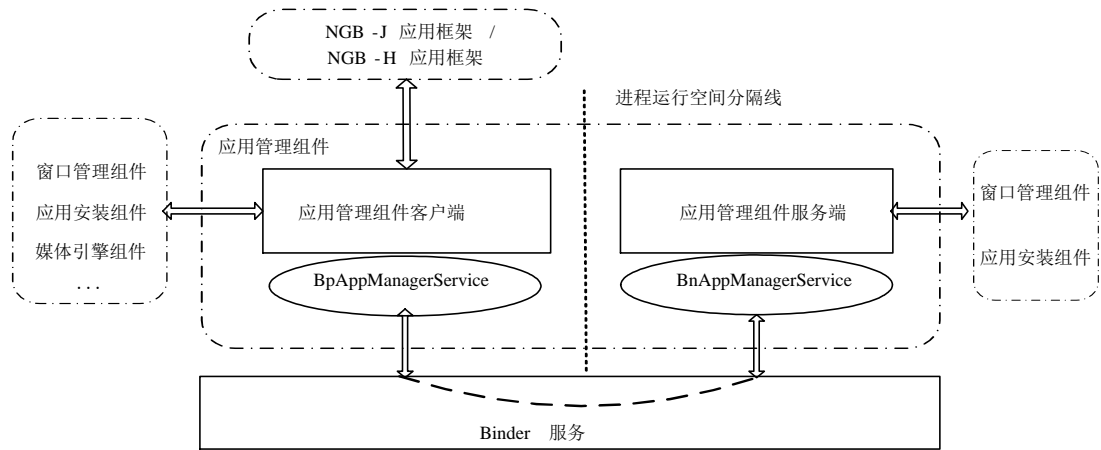 NGB -J 应用框架 /
NGB -H 应用框架
进程运行空间分隔线
应用管理组件
窗口管理组件
应用安装组件
媒体引擎组件
...
应用管理组件客户端
应用管理组件服务端
窗口管理组件
应用安装组件
BpAppManagerService
BnAppManagerService
Binder 服务